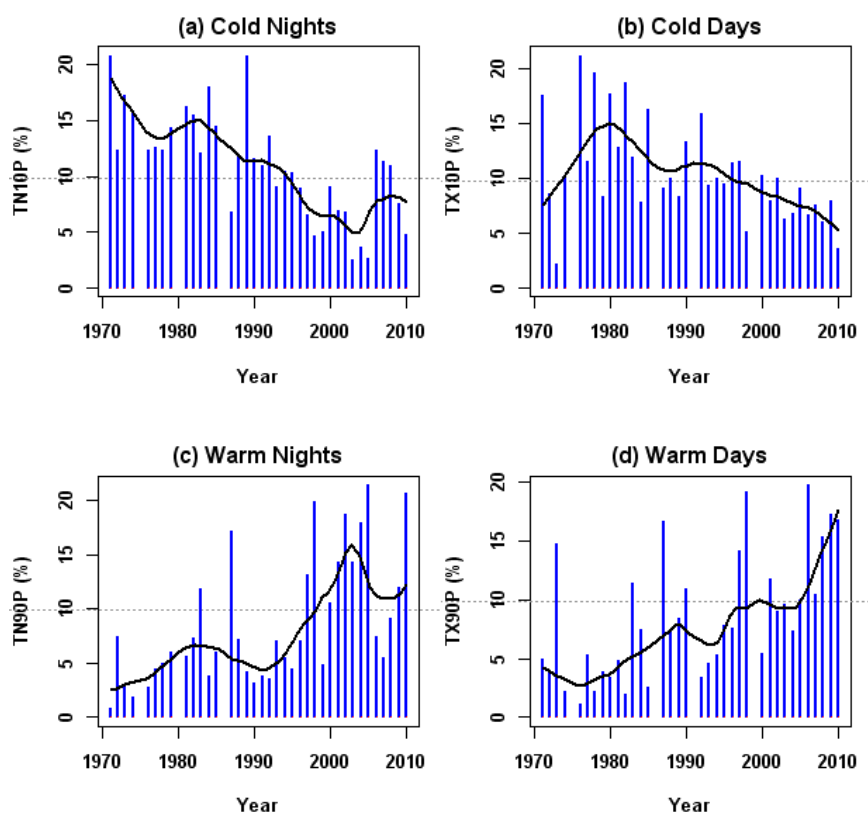 (a) Cold Nights
TN10P (%)
20
15
10
5
0
1970 1980 1990 2000 2010
Year
(b) Cold Days
TX10P (%)
20
15
10
5
0
1970 1980 1990 2000 2010
Year
(c) Warm Nights
TN90P (%)
20
15
10
5
0
1970 1980 1990 2000 2010
Year
(d) Warm Days
TX90P (%)
20
15
10
5
0
1970 1980 1990 2000 2010
Year